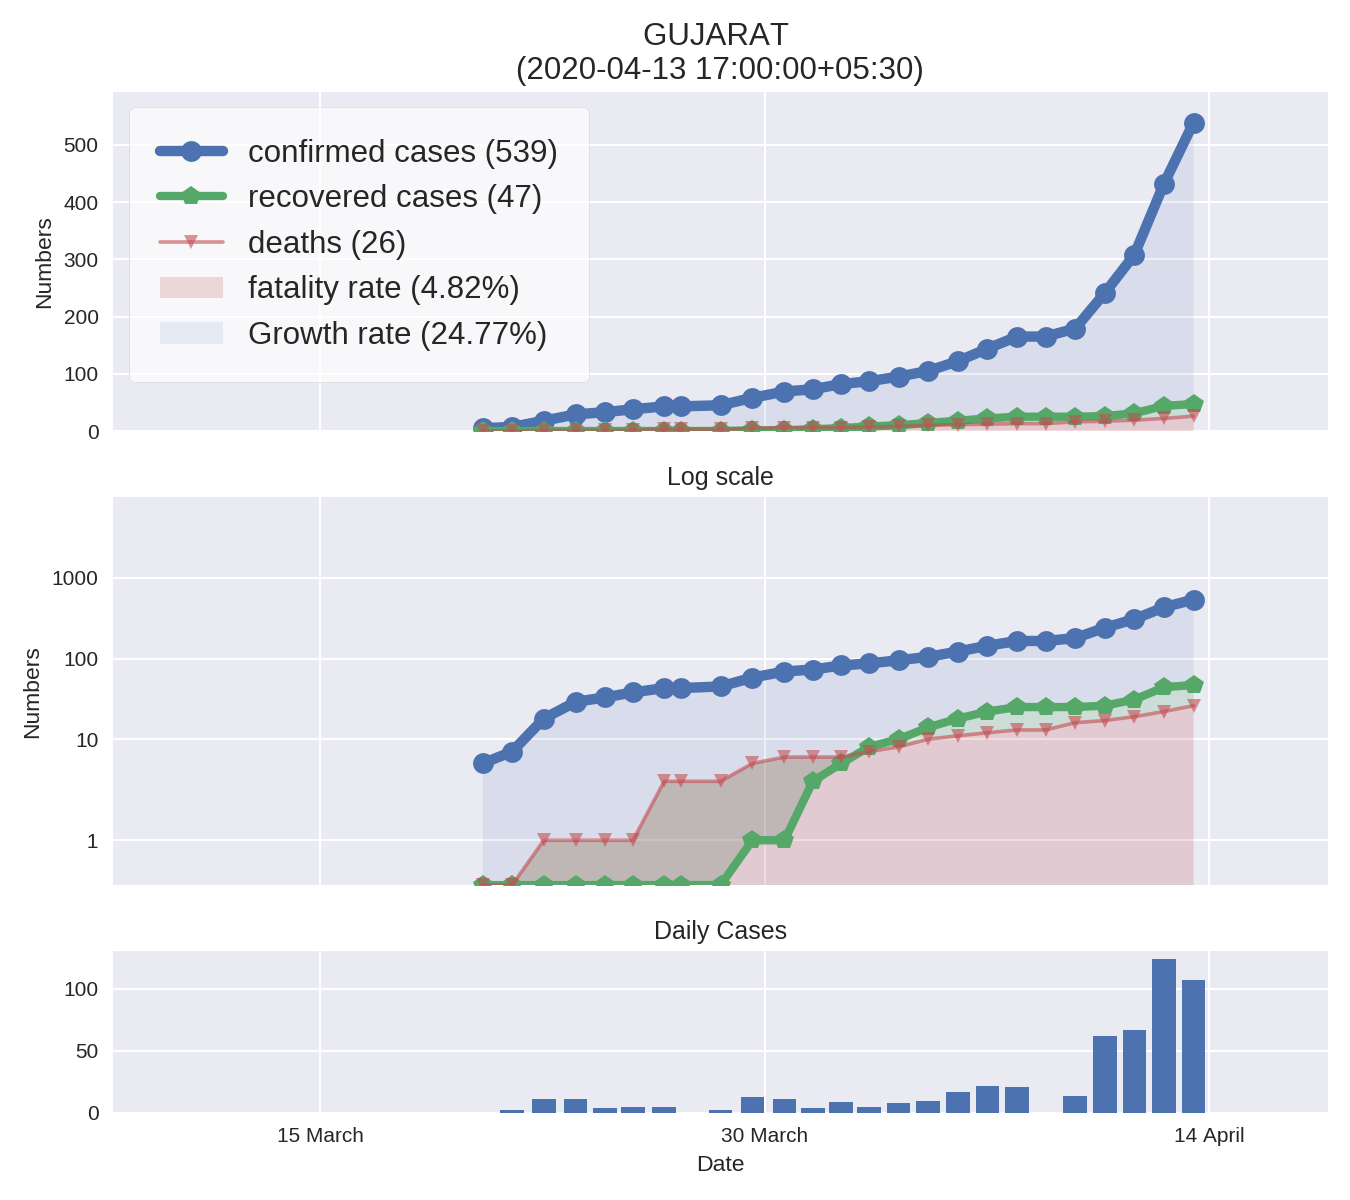 GUJARAT
(2020-04-13 17:00:00+05:30)
confirmed cases (539)
recovered cases (47)
deaths (26)
fatality rate (4.82%)
Growth rate (24.77%)
500
400
300
200
100
0
Numbers
Log scale
1000
100
10
1
Numbers
Daily Cases
100
50
0
15 March
30 March
14 April
Date